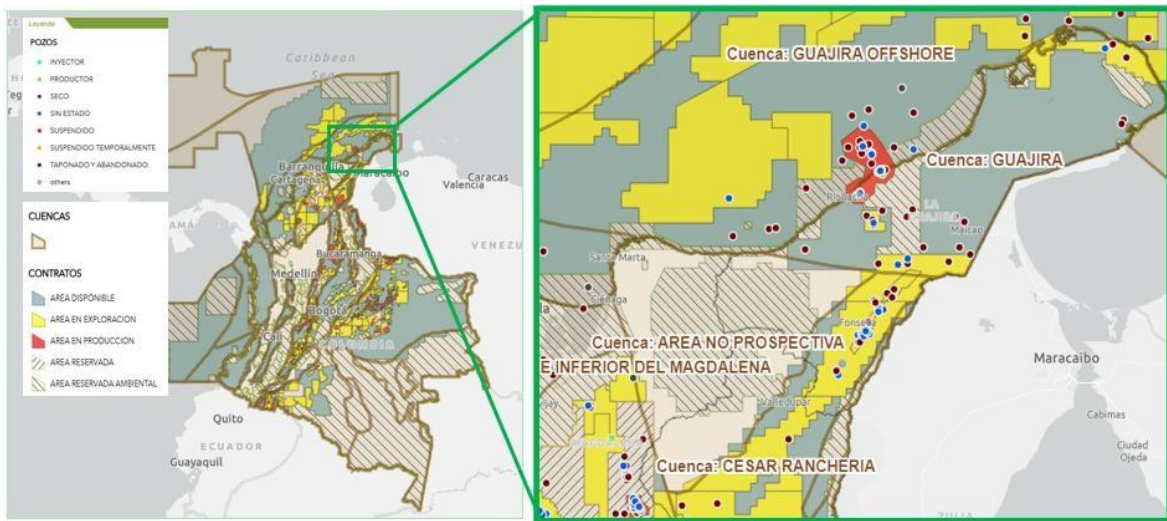 Leyenda
POZOS
INYECTOR
PRODUCTOR
SECO
SIN ESTADO
SUSPENDIDO
SUSPENDIDO TEMPORALMENTE
TAPONADO Y ABANDONADO
others
CUENCAS
CONTRATOS
AREA DISPONIBLE
AREA EN EXPLORACION
AREA EN PRODUCCION
AREA RESERVADA
AREA RESERVADA AMBIENTAL
Caribbean
Barranquilla
Cartagena
Maracaibo
Caracas
Valencia
VENEZU
Bucaramanga
Medellín
Bogotá
Cali
COLOMBIA
Quito
ECUADOR
Guayaquil
Cuenca: GUAJIRA OFFSHORE
Cuenca: GUAJIRA
Riohacha
LA
GUAJIRA
Maicao
Santa Marta
Ciénaga
Fonseca
Cuenca: AREA NO PROSPECTIVA
E INFERIOR DEL MAGDALENA
Maracaibo
Valledupar
Cabimas
Ciudad
Ojeda
MAGDALENA
Cuenca: CESAR RANCHERIA
ZULIA